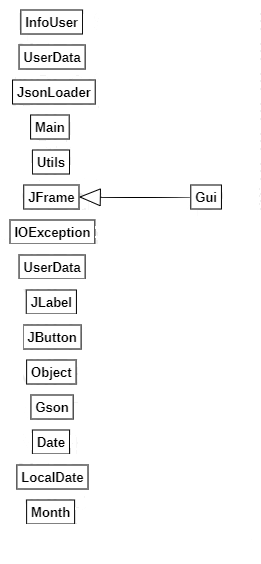 InfoUser
UserData
JsonLoader
Main
Utils
JFrame
Gui
IOException
UserData
JLabel
JButton
Object
Gson
Date
LocalDate
Month